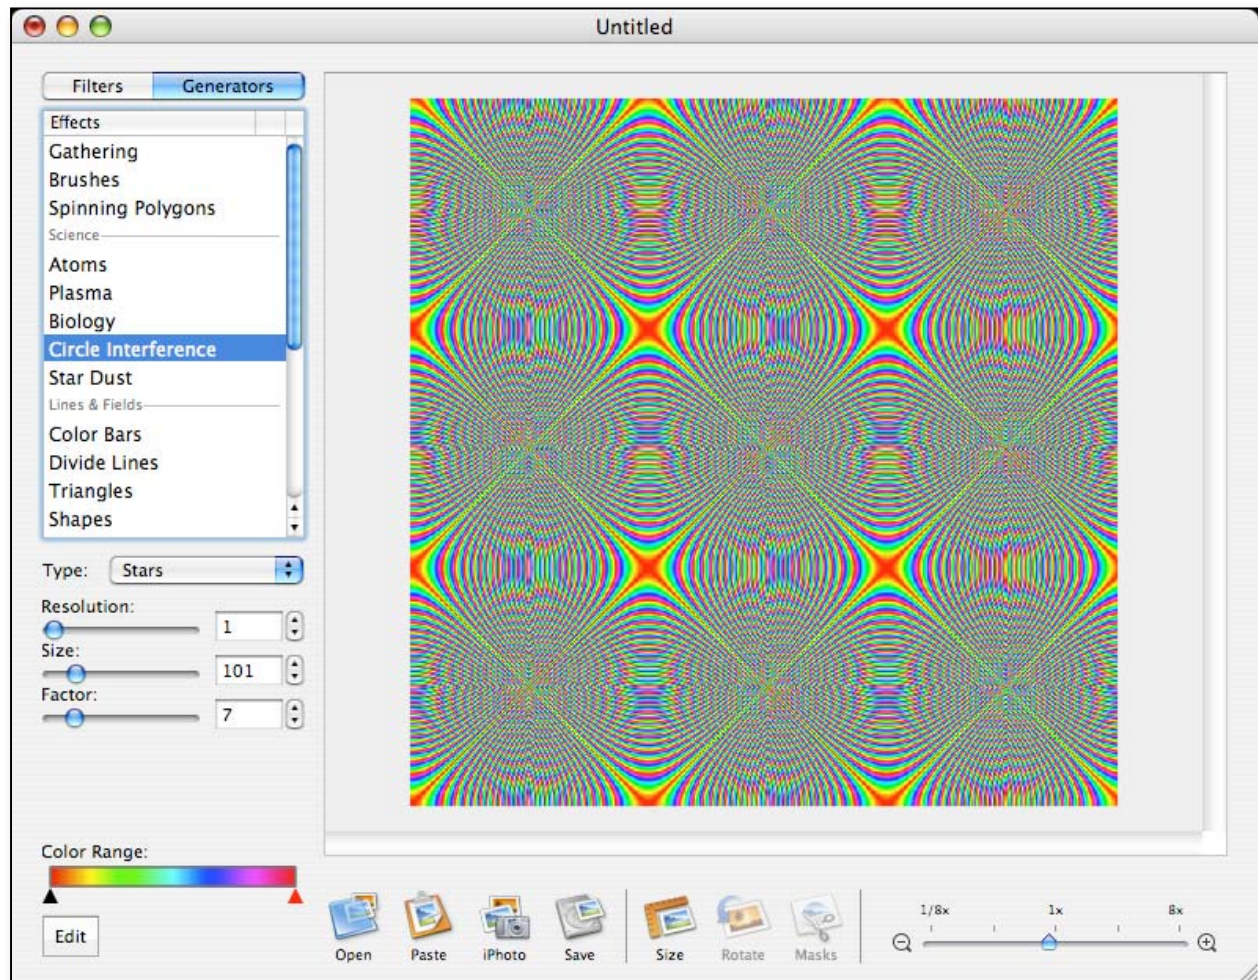 Untitled
Filters Generators
Effects
Gathering
Brushes
Spinning Polygons
Science
Atoms
Plasma
Biology
Circle Interference
Star Dust
Lines & Fields
Color Bars
Divide Lines
Triangles
Shapes
Type: Stars
Resolution:
1
Size:
101
Factor:
7
Color Range:
Edit
Open Paste iPhoto Save Size Rotate Masks
1/8x 1x 8x